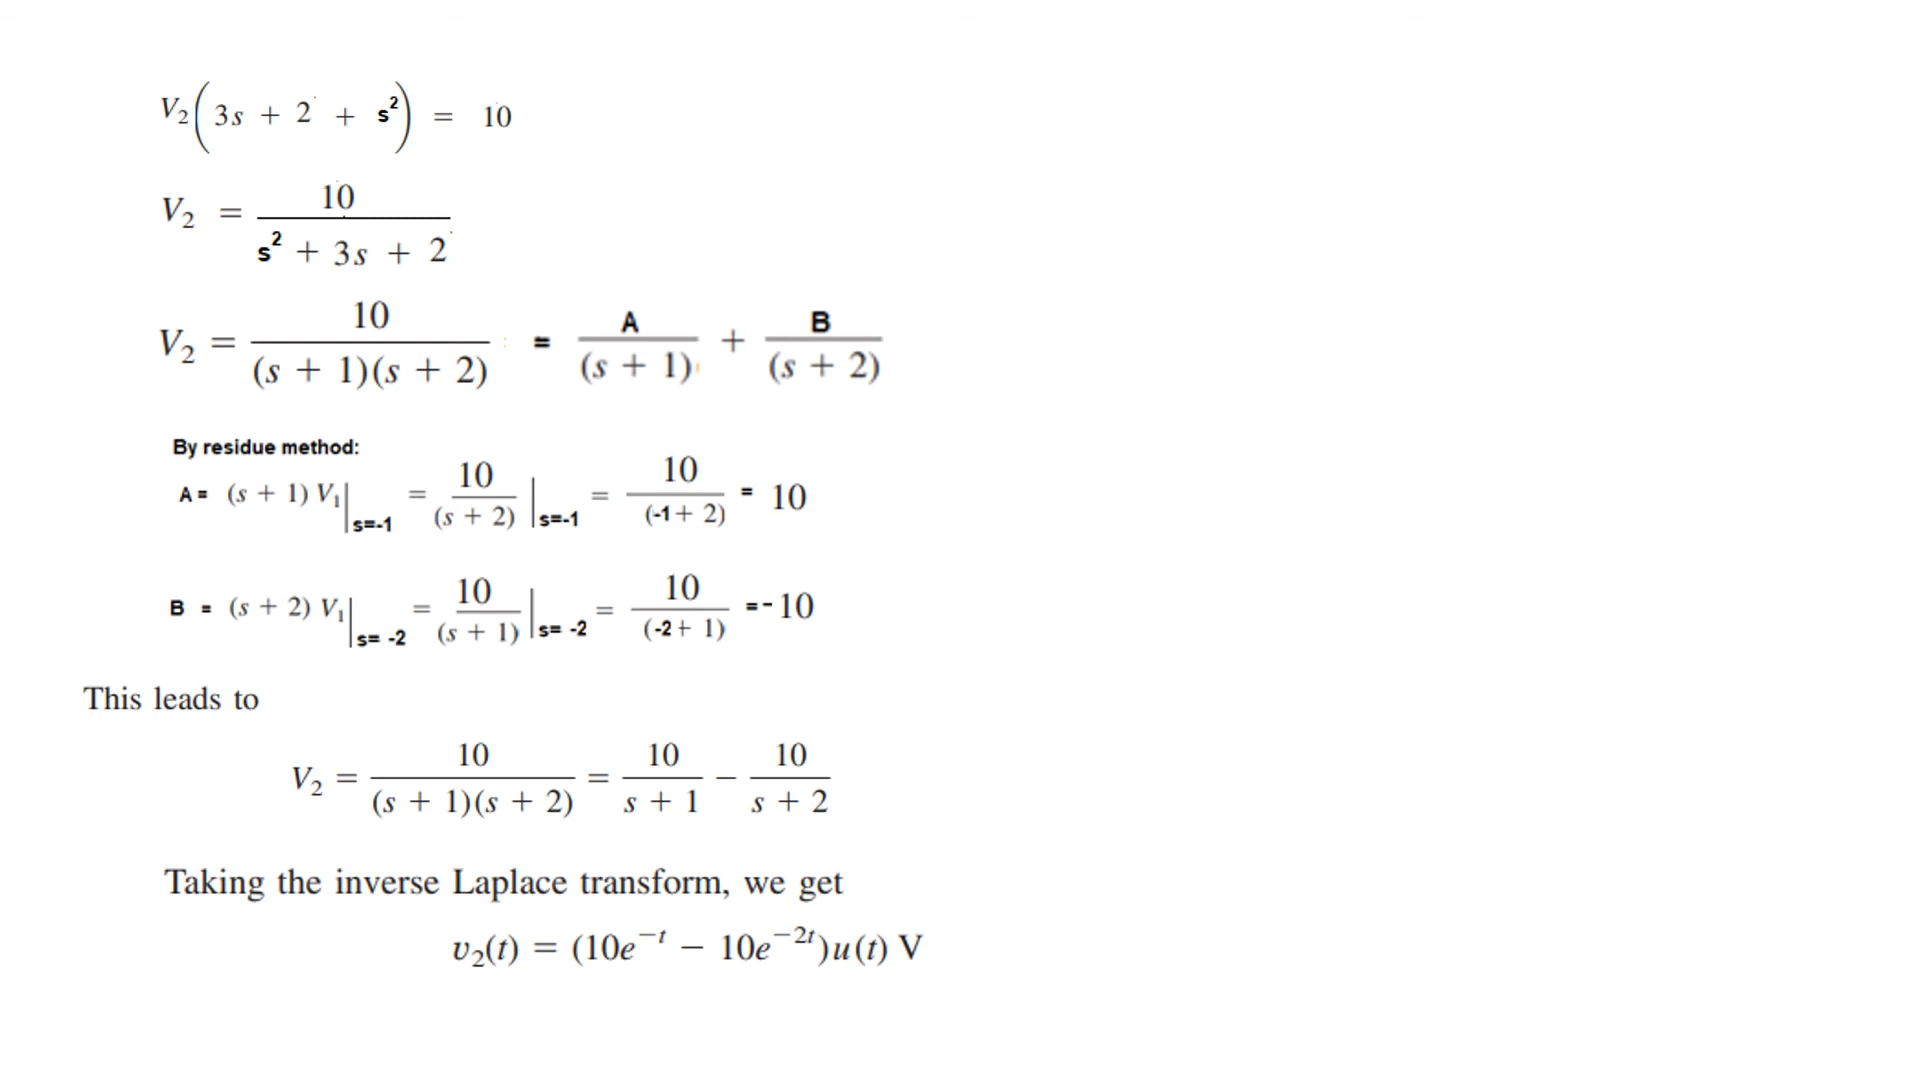 V₂(3s + 2 + s²) = 10
V₂ = 10 / (s² + 3s + 2)
V₂ = 10 / ((s + 1)(s + 2)) = A / (s + 1) + B / (s + 2)
By residue method:
A = (s + 1) V₁|s=-1 = 10 / (s + 2) |s=-1 = 10 / (-1 + 2) = 10
B = (s + 2) V₁|s= -2 = 10 / (s + 1) |s= -2 = 10 / (-2 + 1) = - 10
This leads to
V₂ = 10 / ((s + 1)(s + 2)) = 10 / (s + 1) − 10 / (s + 2)
Taking the inverse Laplace transform, we get
v₂(t) = (10e⁻ᵗ − 10e⁻²ᵗ)u(t) V